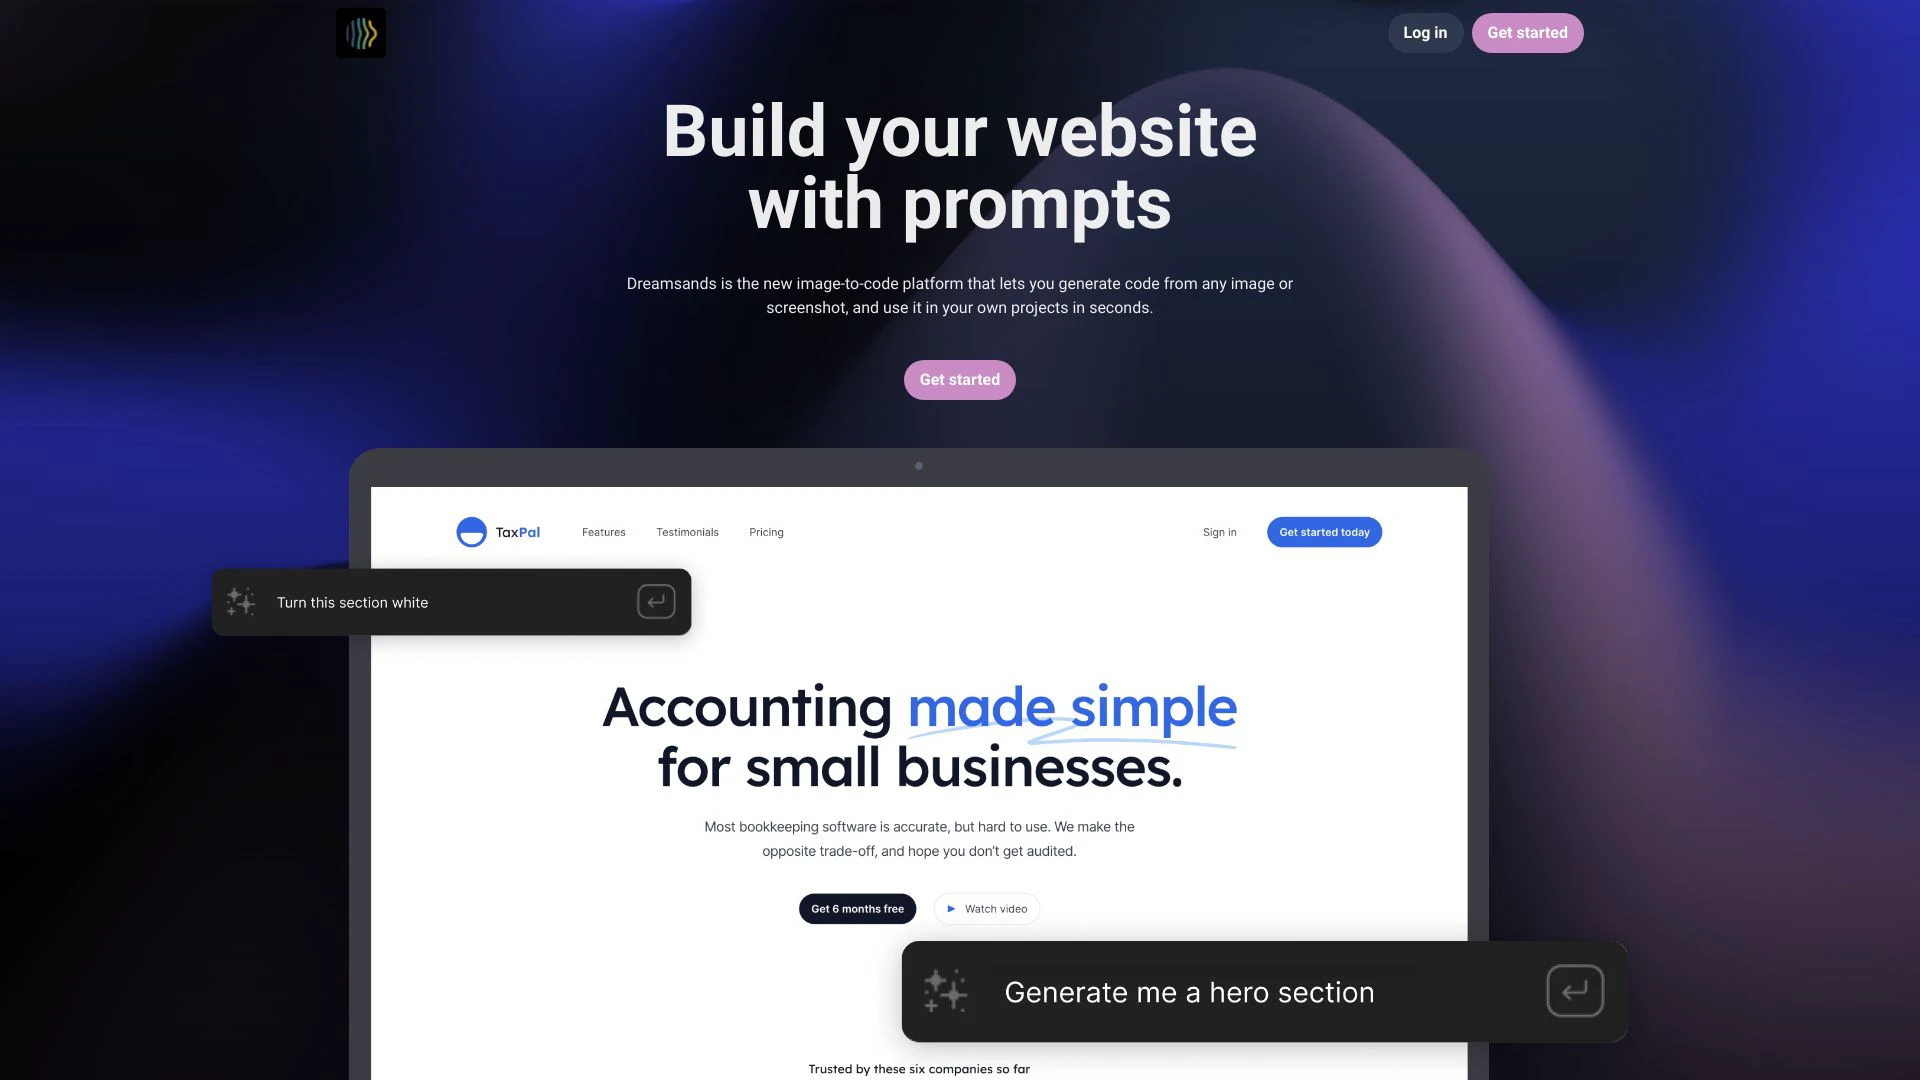 Log in
Get started
Build your website
with prompts
Dreamsands is the new image-to-code platform that lets you generate code from any image or
screenshot, and use it in your own projects in seconds.
Get started
TaxPal
Features
Testimonials
Pricing
Sign in
Get started today
Turn this section white
Accounting made simple
for small businesses.
Most bookkeeping software is accurate, but hard to use. We make the
opposite trade-off, and hope you don’t get audited.
Get 6 months free
Watch video
Generate me a hero section
Trusted by these six companies so far